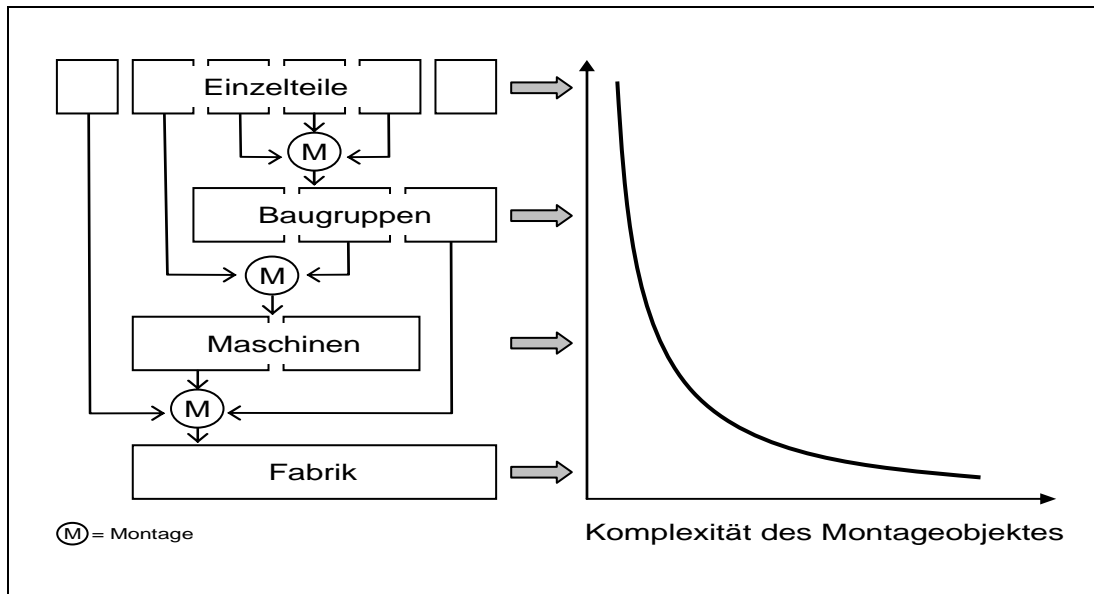 Einzelteile
M
Baugruppen
M
Maschinen
M
Fabrik
M = Montage
Komplexität des Montageobjektes